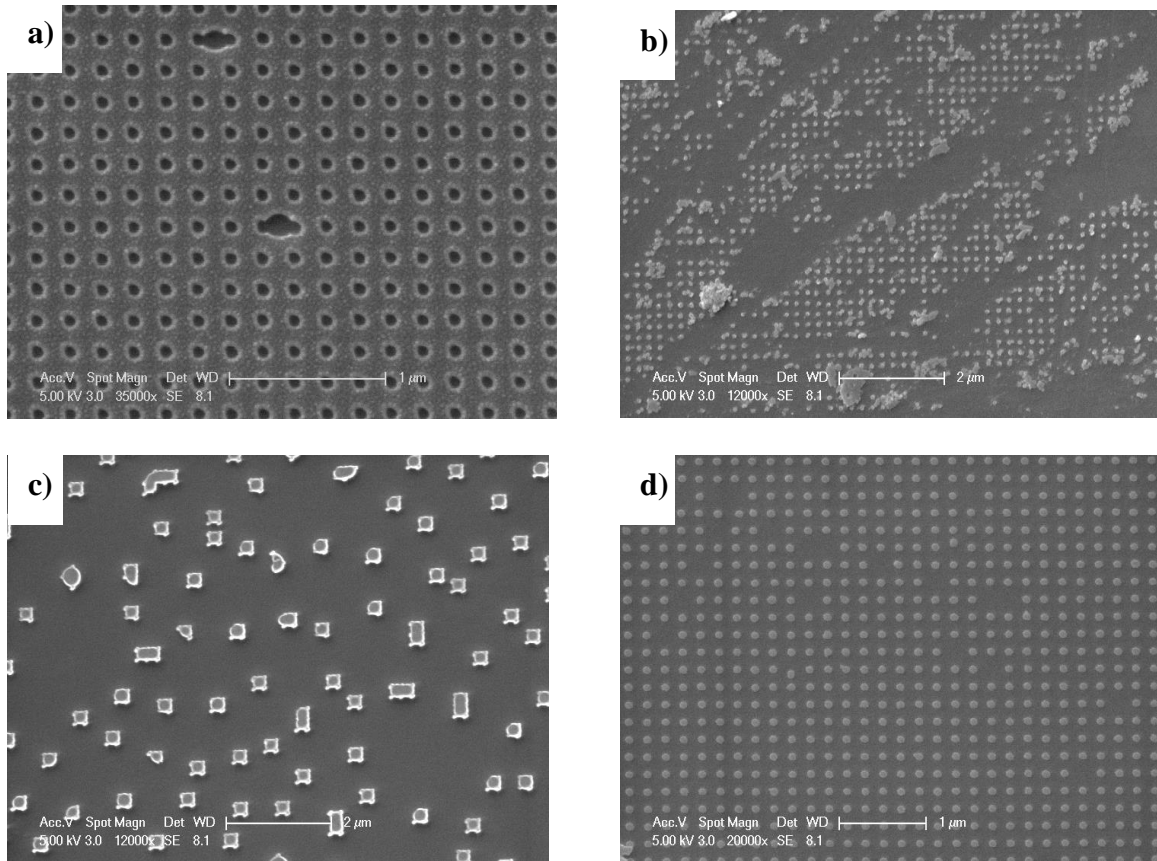 a)
Acc.V Spot Magn Det WD 1 µm
5.00 kV 3.0 35000x SE 8.1
b)
Acc.V Spot Magn Det WD 2 µm
5.00 kV 3.0 12000x SE 8.1
c)
Acc.V Spot Magn Det WD 2 µm
5.00 kV 3.0 12000x SE 8.1
d)
Acc.V Spot Magn Det WD 1 µm
5.00 kV 3.0 20000x SE 8.1